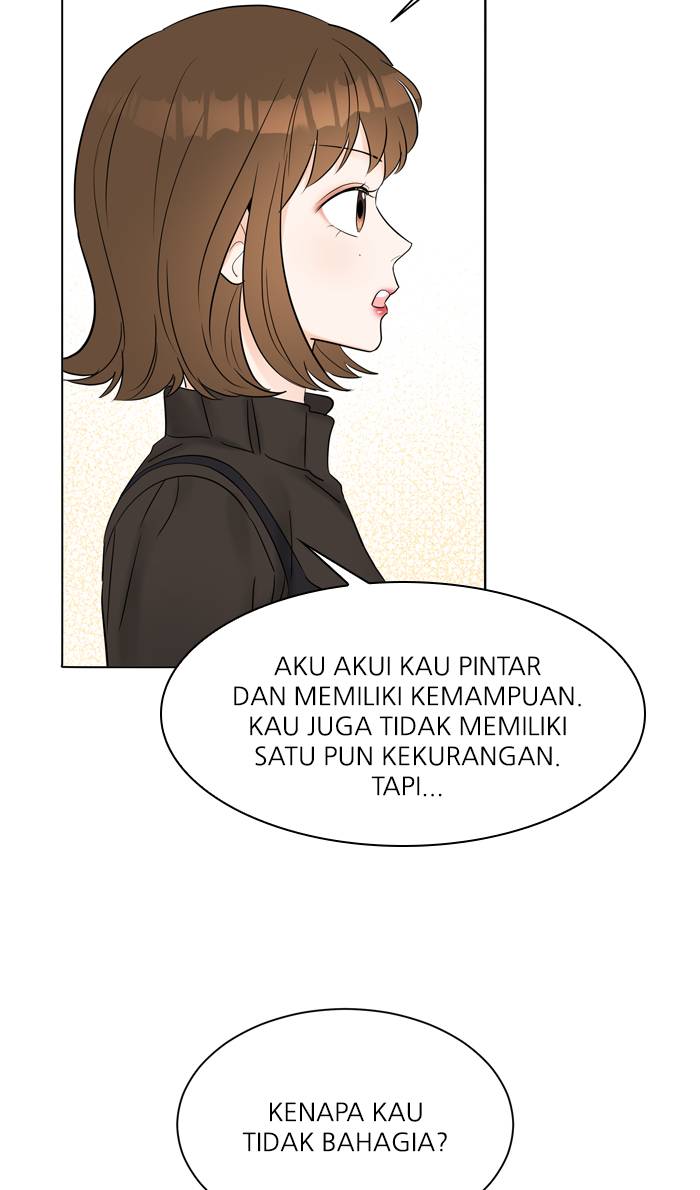 AKU AKUI KAU PINTAR
DAN MEMILIKI KEMAMPUAN.
KAU JUGA TIDAK MEMILIKI
SATU PUN KEKURANGAN.
TAPI...
KENAPA KAU
TIDAK BAHAGIA?